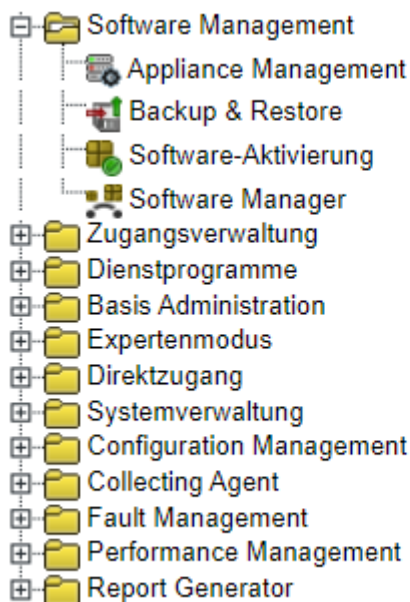 Software Management
Appliance Management
Backup & Restore
Software-Aktivierung
Software Manager
Zugangsverwaltung
Dienstprogramme
Basis Administration
Expertenmodus
Direktzugang
Systemverwaltung
Configuration Management
Collecting Agent
Fault Management
Performance Management
Report Generator